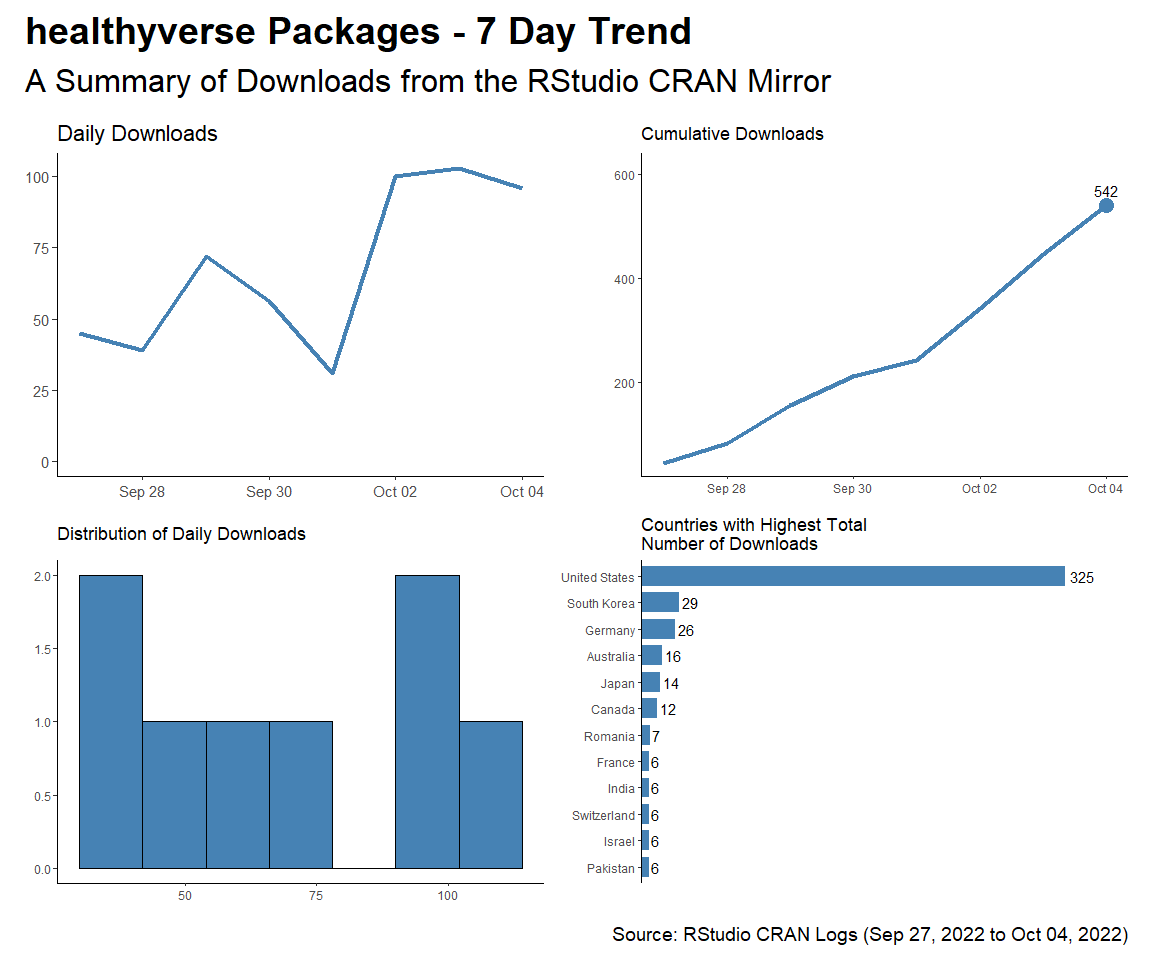 healthyverse Packages - 7 Day Trend
A Summary of Downloads from the RStudio CRAN Mirror
Daily Downloads
100
75
50
25
0
Sep 28 Sep 30 Oct 02 Oct 04
Cumulative Downloads
600
400
200
542
Sep 28 Sep 30 Oct 02 Oct 04
Distribution of Daily Downloads
2.0
1.5
1.0
0.5
0.0
50 75 100
Countries with Highest Total
Number of Downloads
United States 325
South Korea 29
Germany 26
Australia 16
Japan 14
Canada 12
Romania 7
France 6
India 6
Switzerland 6
Israel 6
Pakistan 6
Source: RStudio CRAN Logs (Sep 27, 2022 to Oct 04, 2022)